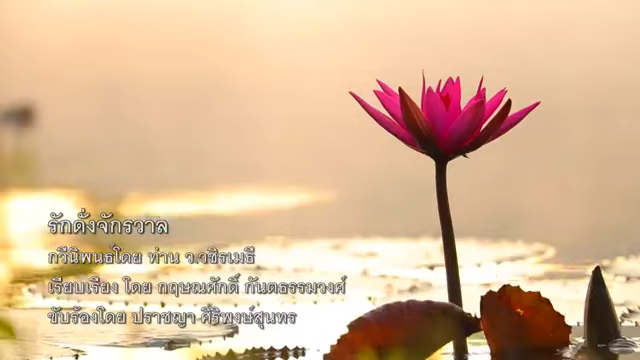 รักดั่งจักรวาล
กวีนิพนธ์โดย ท่าน ว.วชิรเมธี
เรียบเรียง โดย กฤษณศักดิ์ กันตธรรมวงศ์
ขับร้องโดย ปราชญา ศิริพงษ์สุนทร